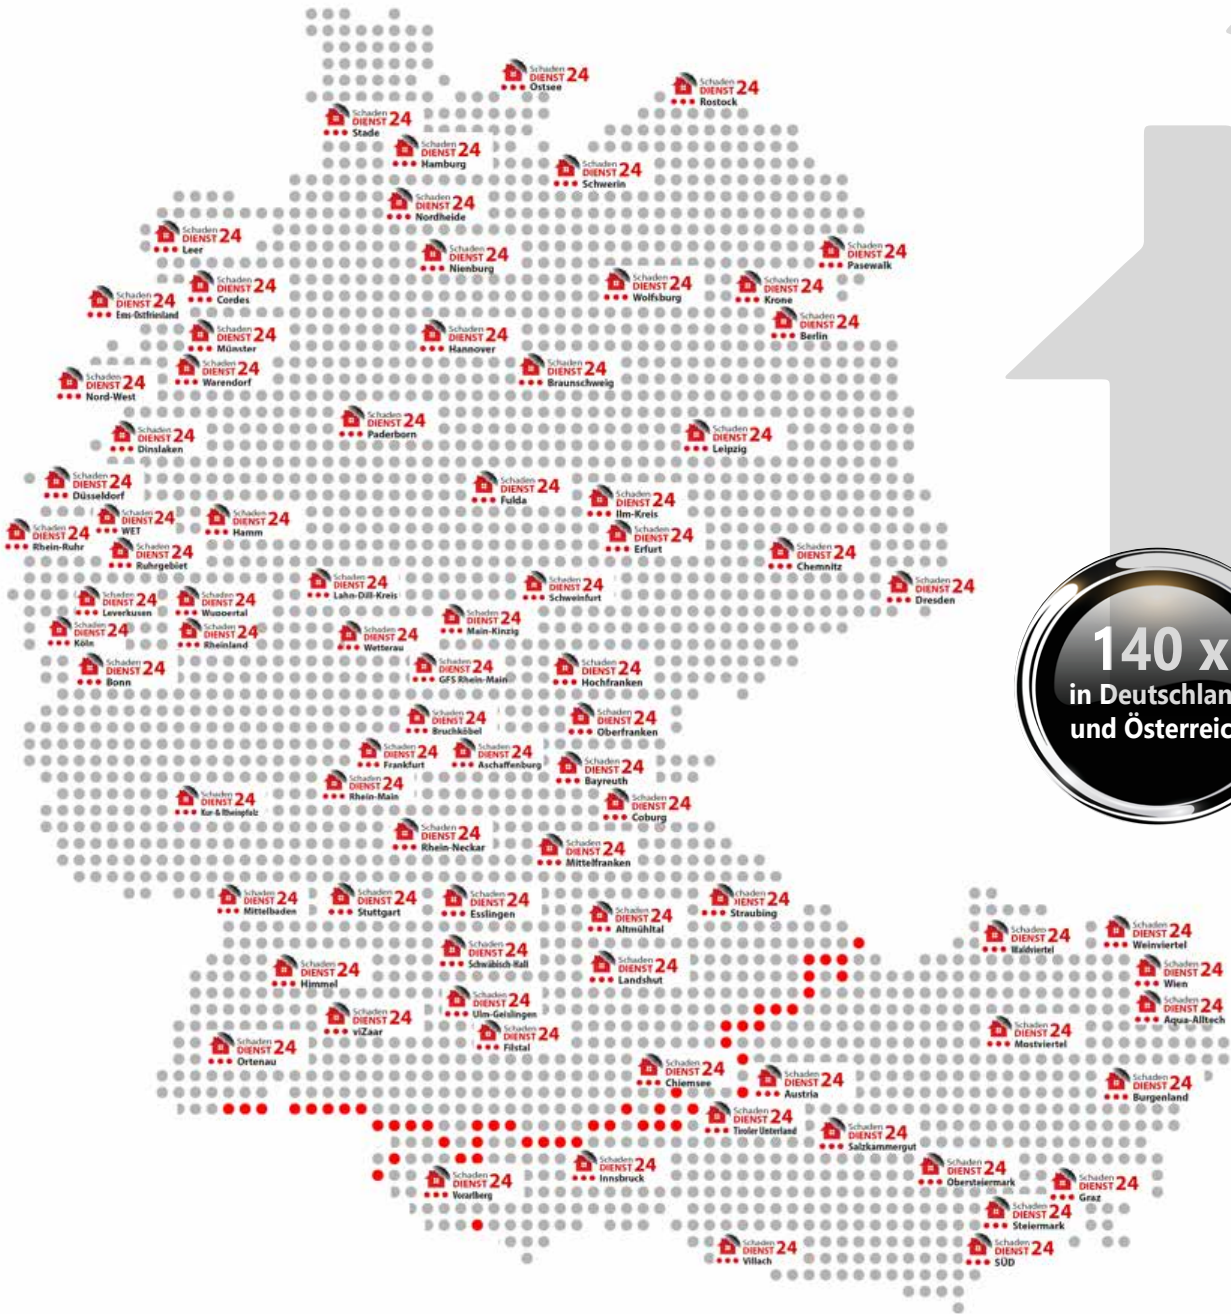 Schaden
DIENST 24
Ostsee
Schaden
DIENST 24
Rostock
Schaden
DIENST 24
Stade
Schaden
DIENST 24
Hamburg
Schaden
DIENST 24
Schwerin
Schaden
DIENST 24
Nordheide
Schaden
DIENST 24
Leer
Schaden
DIENST 24
Nienburg
Schaden
DIENST 24
Pasewalk
Schaden
DIENST 24
Cordes
Schaden
DIENST 24
Wolfsburg
Schaden
DIENST 24
Krone
Schaden
DIENST 24
Ems-Ostfriesland
Schaden
DIENST 24
Berlin
Schaden
DIENST 24
Münster
Schaden
DIENST 24
Hannover
Schaden
DIENST 24
Warendorf
Schaden
DIENST 24
Braunschweig
Schaden
DIENST 24
Nord-West
Schaden
DIENST 24
Paderborn
Schaden
DIENST 24
Dinslaken
Schaden
DIENST 24
Leipzig
Schaden
DIENST 24
Düsseldorf
Schaden
DIENST 24
Fulda
Schaden
DIENST 24
Ilm-Kreis
Schaden
DIENST 24
WET
Schaden
DIENST 24
Hamm
Schaden
DIENST 24
Rhein-Ruhr
Schaden
DIENST 24
Erfurt
Schaden
DIENST 24
Ruhrgebiet
Schaden
DIENST 24
Chemnitz
Schaden
DIENST 24
Lahn-Dill-Kreis
Schaden
DIENST 24
Schweinfurt
Schaden
DIENST 24
Dresden
Schaden
DIENST 24
Leverkusen
Schaden
DIENST 24
Wuppertal
Schaden
DIENST 24
Main-Kinzig
Schaden
DIENST 24
Köln
Schaden
DIENST 24
Rheinland
Schaden
DIENST 24
Wetterau
Schaden
DIENST 24
Bonn
Schaden
DIENST 24
GFS Rhein-Main
Schaden
DIENST 24
Hochfranken
140 x
in Deutschlan
und Österreic
Schaden
DIENST 24
Bruchköbel
Schaden
DIENST 24
Oberfranken
Schaden
DIENST 24
Frankfurt
Schaden
DIENST 24
Aschaffenburg
Schaden
DIENST 24
Bayreuth
Schaden
DIENST 24
Rhein-Main
Schaden
DIENST 24
Kur- & Rheinpfalz
Schaden
DIENST 24
Coburg
Schaden
DIENST 24
Rhein-Neckar
Schaden
DIENST 24
Mittelfranken
Schaden
DIENST 24
Mittelbaden
Schaden
DIENST 24
Stuttgart
Schaden
DIENST 24
Esslingen
Schaden
DIENST 24
Altmühltal
chaden
IENST 24
Straubing
Schaden
DIENST 24
Waldviertel
Schaden
DIENST 24
Weinviertel
Schaden
DIENST 24
Schwäbisch-Hall
Schaden
DIENST 24
Himmel
Schaden
DIENST 24
Landshut
Schaden
DIENST 24
Wien
Schaden
DIENST 24
Ulm-Geislingen
Schaden
DIENST 24
Aqua-Alltech
Schaden
DIENST 24
viZaar
Schaden
DIENST 24
Filstal
Schaden
DIENST 24
Mostviertel
Schaden
DIENST 24
Ortenau
Schaden
DIENST 24
Chiemsee
Schaden
DIENST 24
Austria
Schaden
DIENST 24
Burgenland
Schaden
DIENST 24
Tiroler Unterland
Schaden
DIENST 24
Salzkammergut
Schaden
DIENST 24
Innsbruck
Schaden
DIENST 24
Obersteiermark
Schaden
DIENST 24
Vorarlberg
Schaden
DIENST 24
Graz
Schaden
DIENST 24
Steiermark
Schaden
DIENST 24
Villach
Schaden
DIENST 24
SÜD